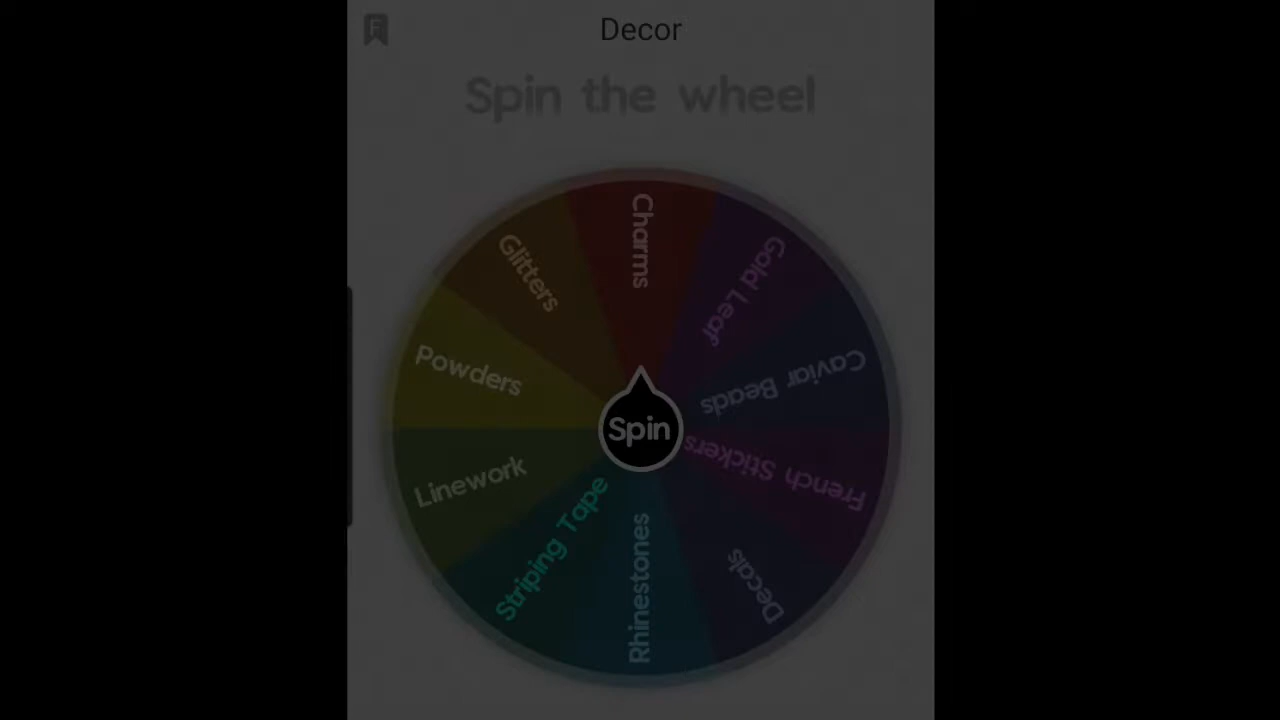 Decor
Spin the wheel
Charms
Gold Leaf
Caviar Beads
French Stickers
Decals
Rhinestones
Striping Tape
Linework
Powders
Glitters
Spin